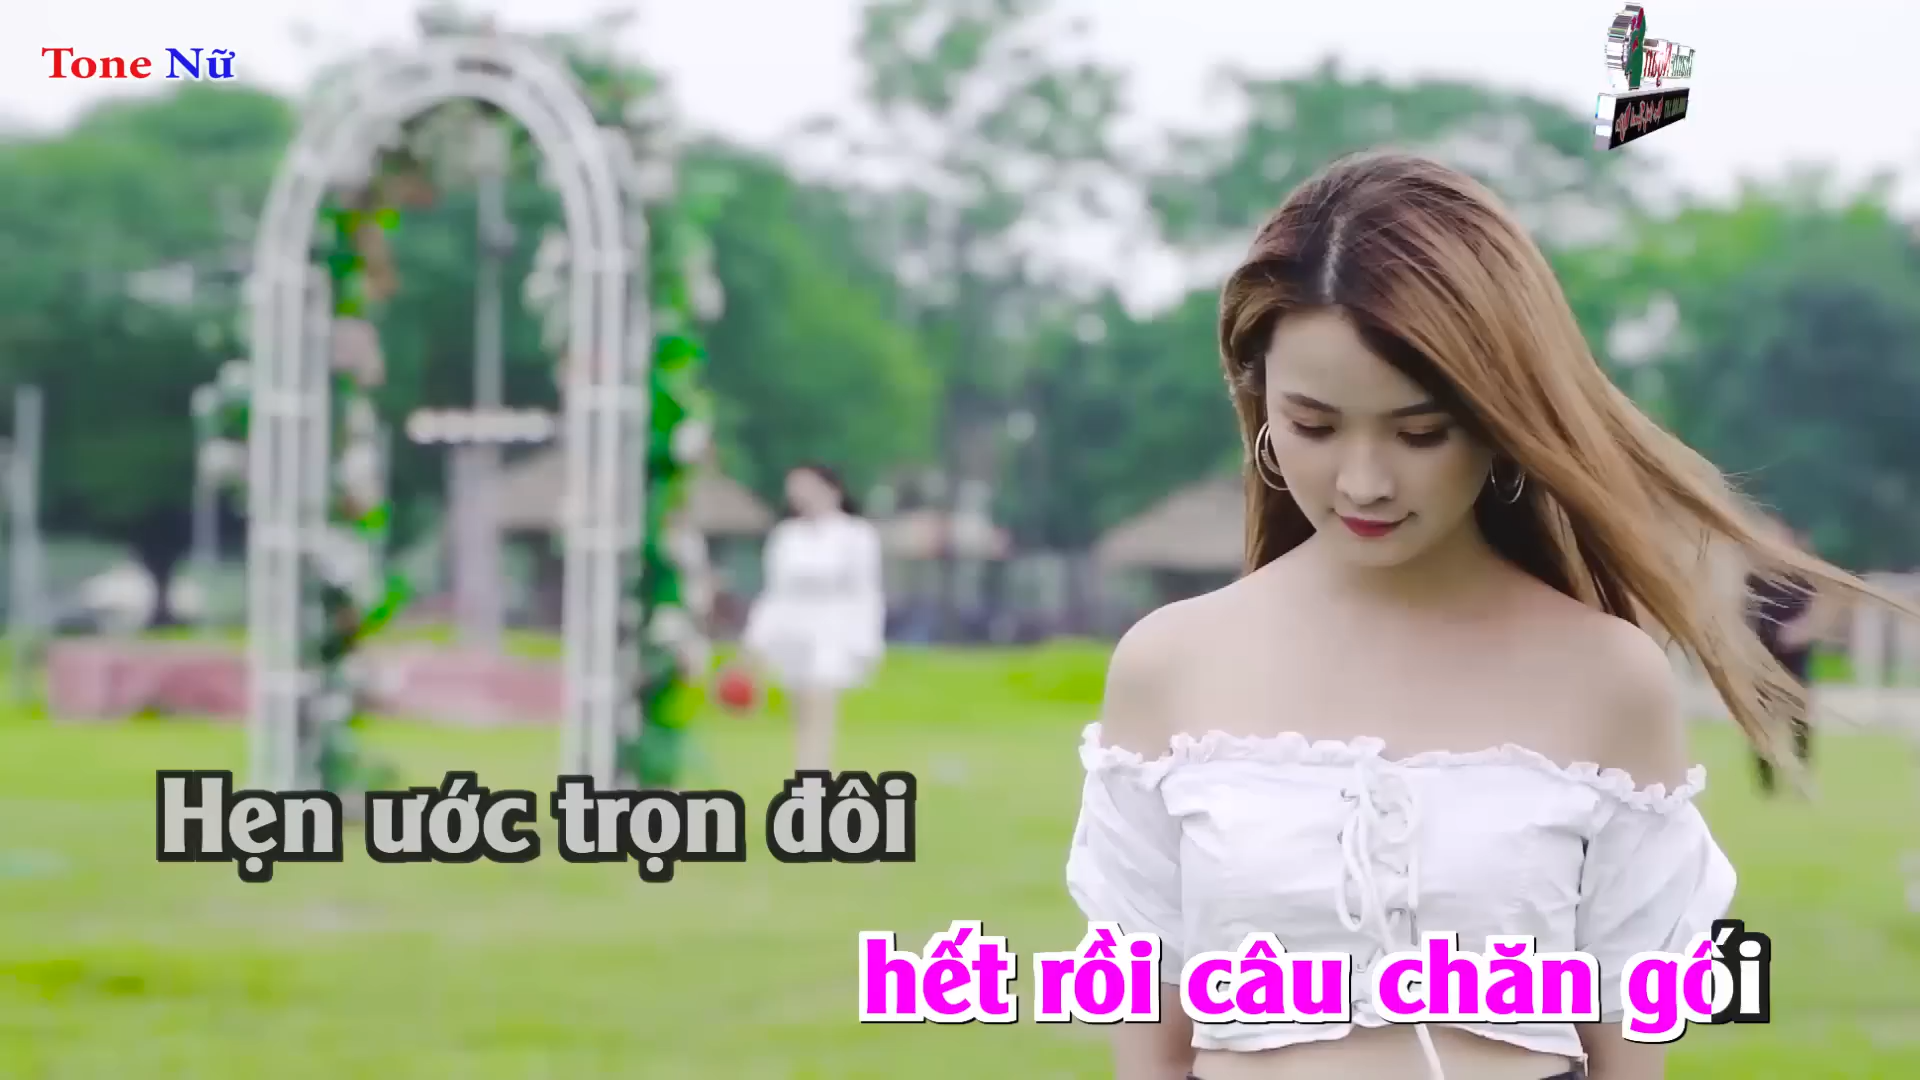 Tone Nữ
Hẹn ước trọn đôi
hết rồi câu chăn gối